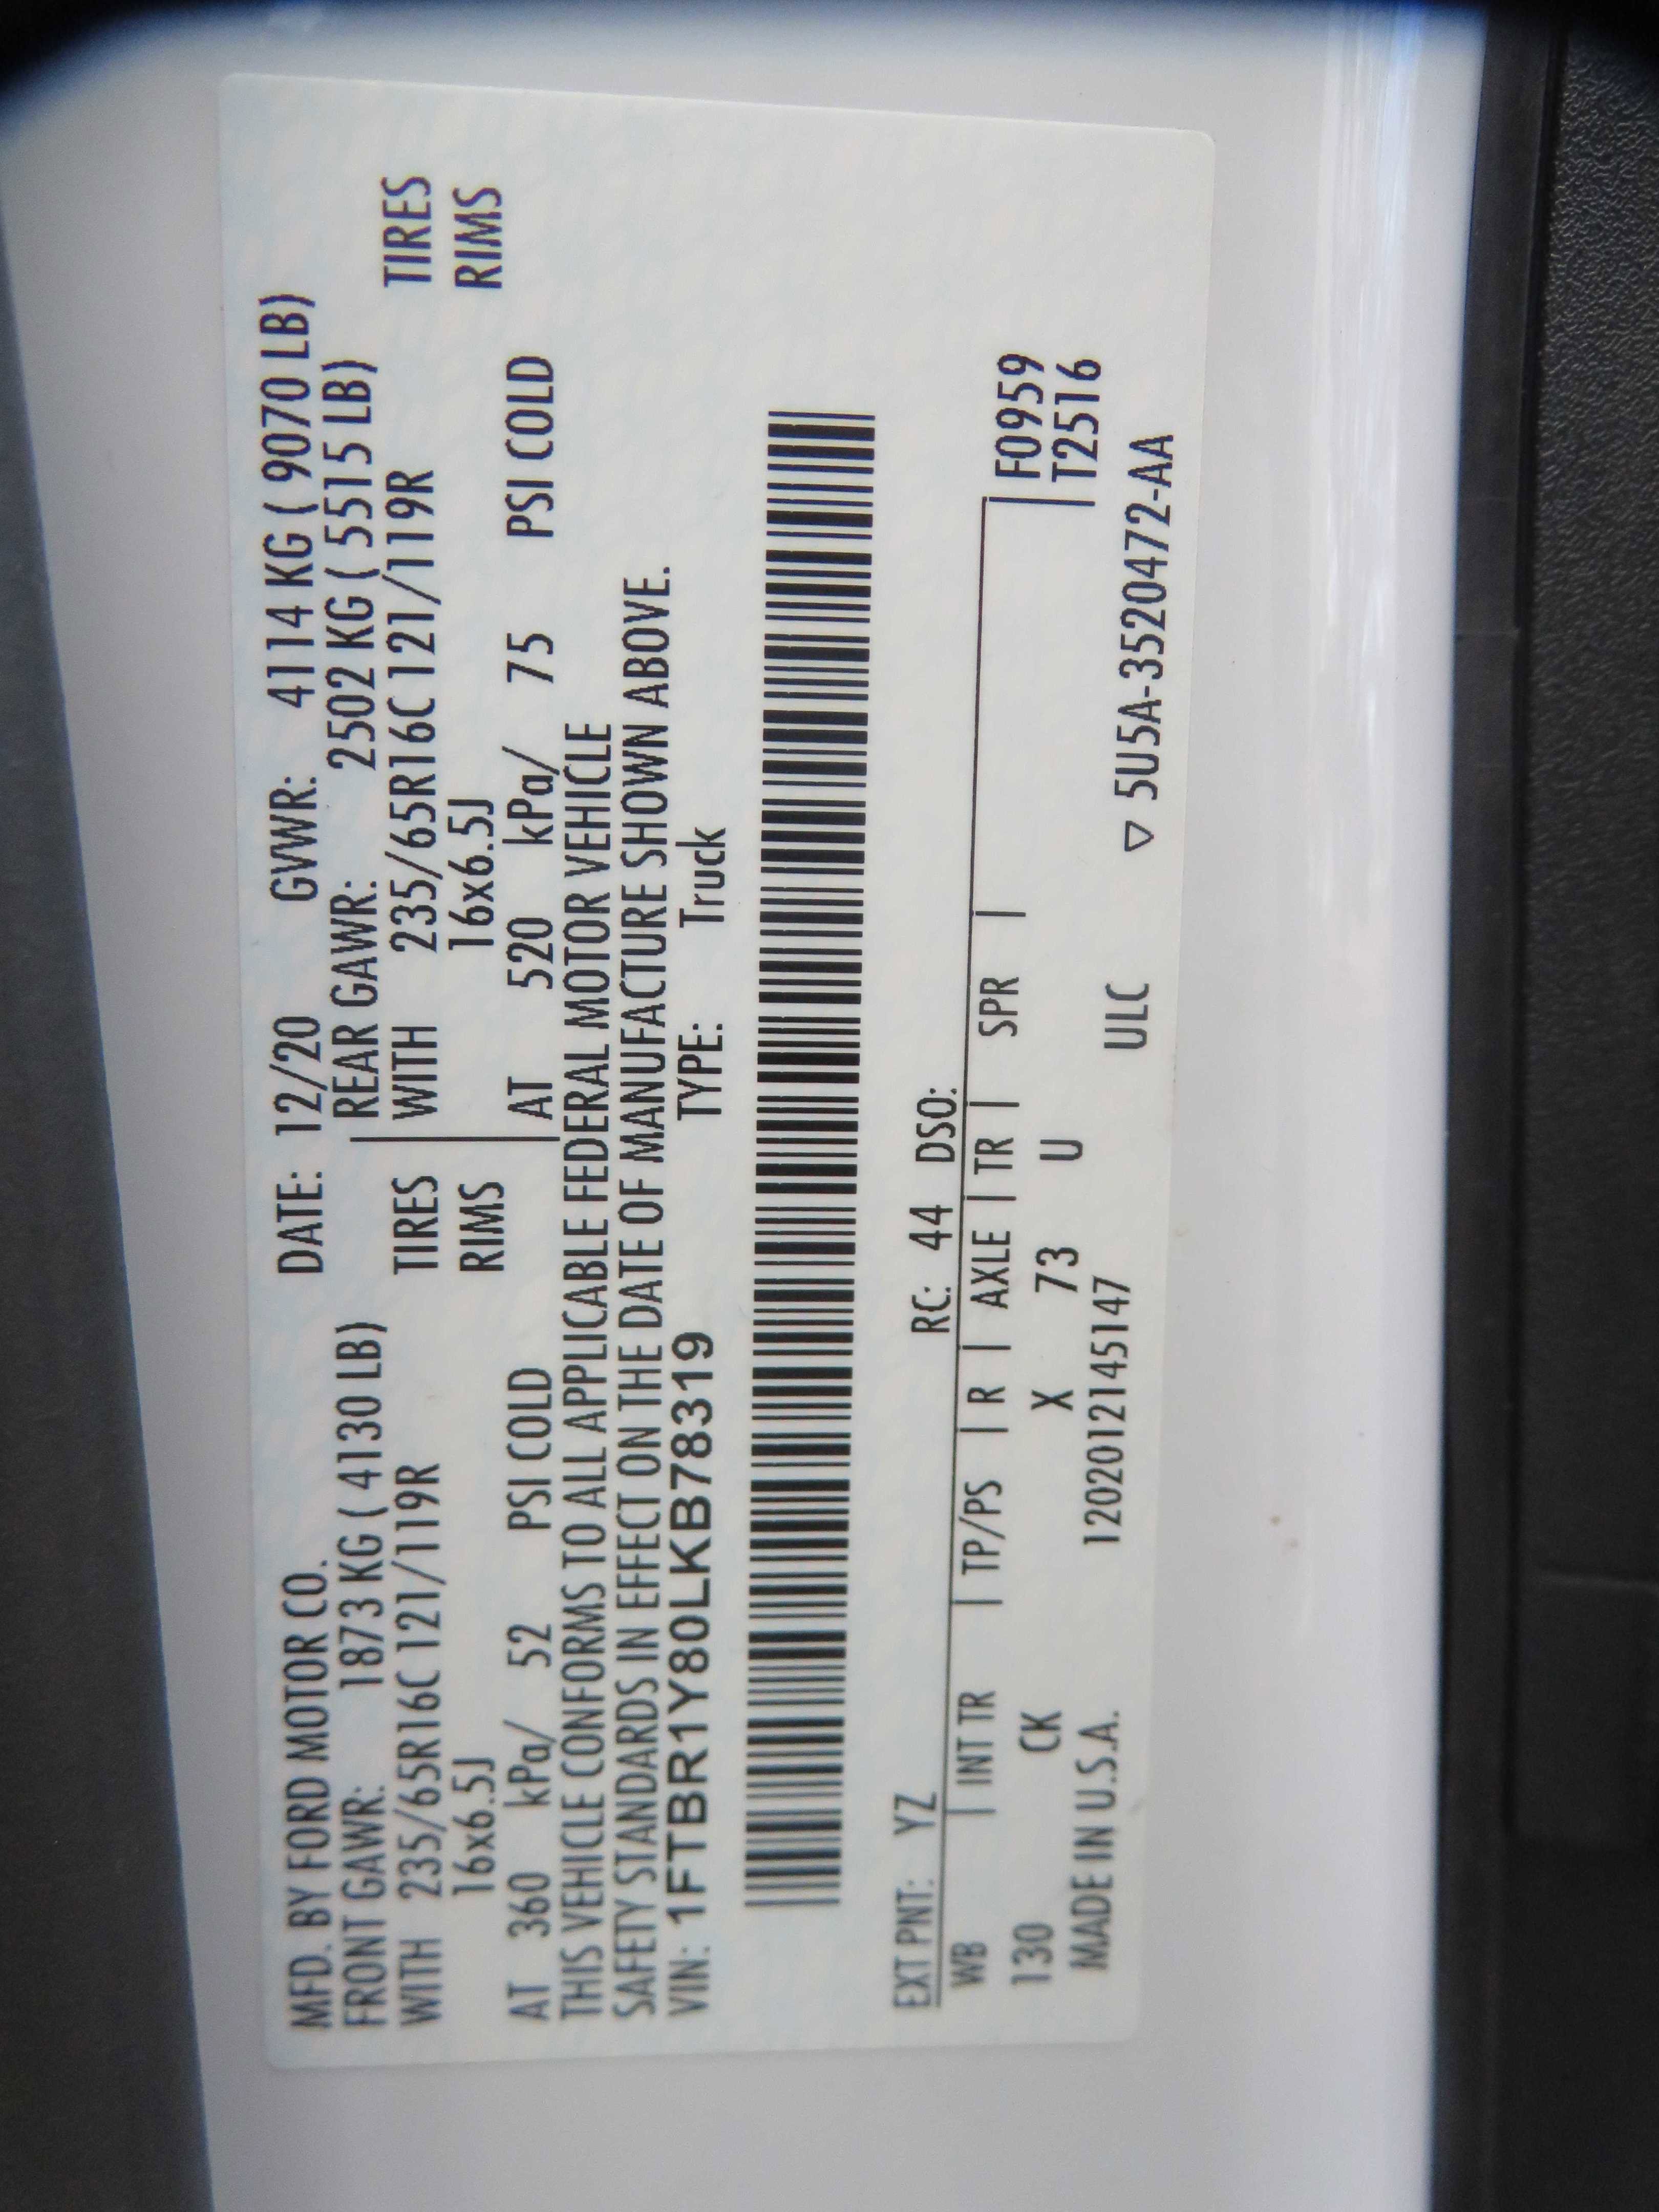 MFD. BY FORD MOTOR CO. DATE: 12/20 GVWR: 4114 KG ( 9070 LB)
FRONT GAWR: 1873 KG ( 4130 LB) REAR GAWR: 2502 KG ( 5515 LB)
WITH 235/65R16C 121/119R TIRES WITH 235/65R16C 121/119R TIRES
16x6.5J RIMS 16x6.5J RIMS
AT 360 kPa/ 52 PSI COLD AT 520 kPa/ 75 PSI COLD
THIS VEHICLE CONFORMS TO ALL APPLICABLE FEDERAL MOTOR VEHICLE
SAFETY STANDARDS IN EFFECT ON THE DATE OF MANUFACTURE SHOWN ABOVE.
VIN: 1FTBR1Y80LKB78319 TYPE: Truck
EXT PNT: YZ RC: 44 DSO:
WB | INT TR | TP/PS | R | AXLE | TR | SPR | F0959
130 CK X 73 U T2516
MADE IN U.S.A. 12020121451​47 ULC ▽ 5U5A-3520472-AA